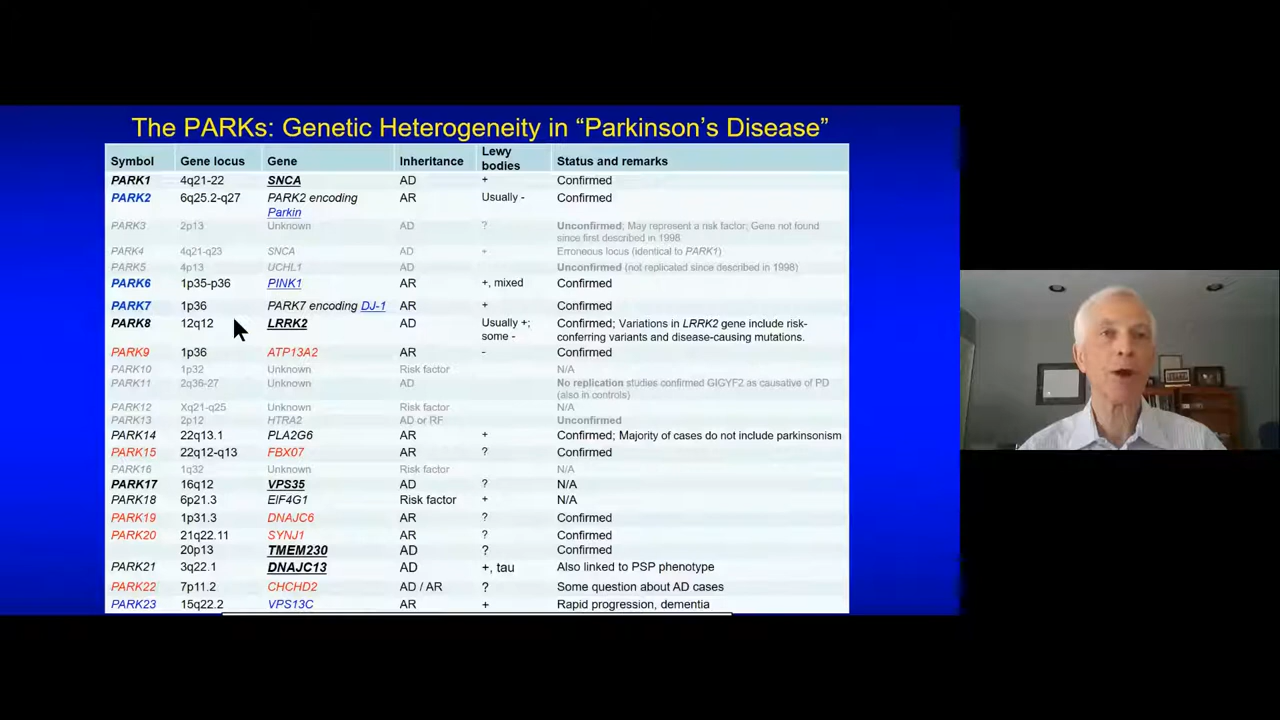 The PARKs: Genetic Heterogeneity in “Parkinson’s Disease”
Symbol Gene locus Gene Inheritance Lewy bodies Status and remarks
PARK1 4q21-22 SNCA AD + Confirmed
PARK2 6q25.2-q27 PARK2 encoding Parkin AR Usually - Confirmed
PARK3 2p13 Unknown AD ? Unconfirmed; May represent a risk factor; Gene not found since first described in 1998
PARK4 4q21-q23 SNCA AD + Erroneous locus (identical to PARK1)
PARK5 4p13 UCHL1 AD Unconfirmed (not replicated since described in 1998)
PARK6 1p35-p36 PINK1 AR +, mixed Confirmed
PARK7 1p36 PARK7 encoding DJ-1 AR + Confirmed
PARK8 12q12 LRRK2 AD Usually +; some - Confirmed; Variations in LRRK2 gene include risk-conferring variants and disease-causing mutations.
PARK9 1p36 ATP13A2 AR - Confirmed
PARK10 1p32 Unknown Risk factor N/A
PARK11 2q36-27 Unknown AD No replication studies confirmed GIGYF2 as causative of PD (also in controls)
PARK12 Xq21-q25 Unknown Risk factor N/A
PARK13 2p12 HTRA2 AD or RF Unconfirmed
PARK14 22q13.1 PLA2G6 AR + Confirmed; Majority of cases do not include parkinsonism
PARK15 22q12-q13 FBX07 AR ? Confirmed
PARK16 1q32 Unknown Risk factor N/A
PARK17 16q12 VPS35 AD ? N/A
PARK18 6p21.3 EIF4G1 Risk factor + N/A
PARK19 1p31.3 DNAJC6 AR ? Confirmed
PARK20 21q22.11 SYNJ1 AR ? Confirmed
20p13 TMEM230 AD ? Confirmed
PARK21 3q22.1 DNAJC13 AD +, tau Also linked to PSP phenotype
PARK22 7p11.2 CHCHD2 AD / AR ? Some question about AD cases
PARK23 15q22.2 VPS13C AR + Rapid progression, dementia